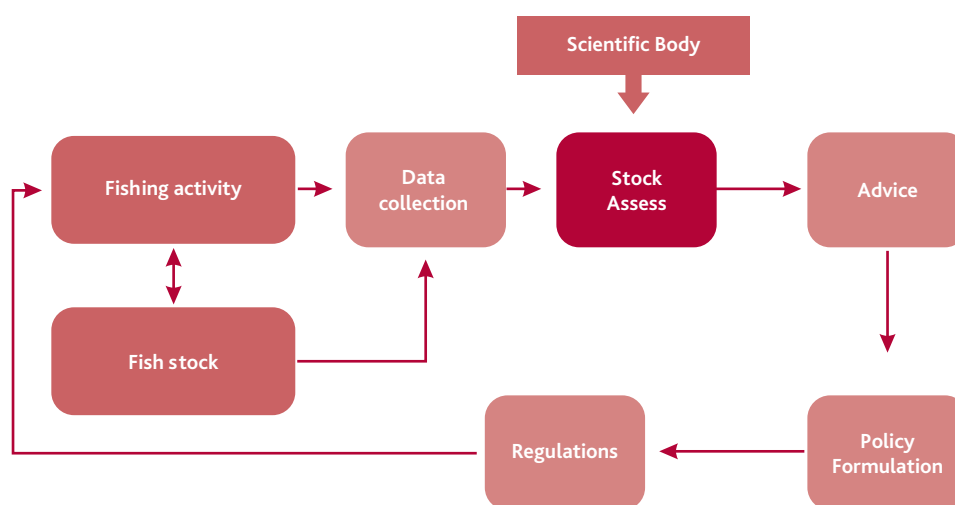 Scientific Body
Fishing activity
Data
collection
Stock
Assess
Advice
Fish stock
Regulations
Policy
Formulation